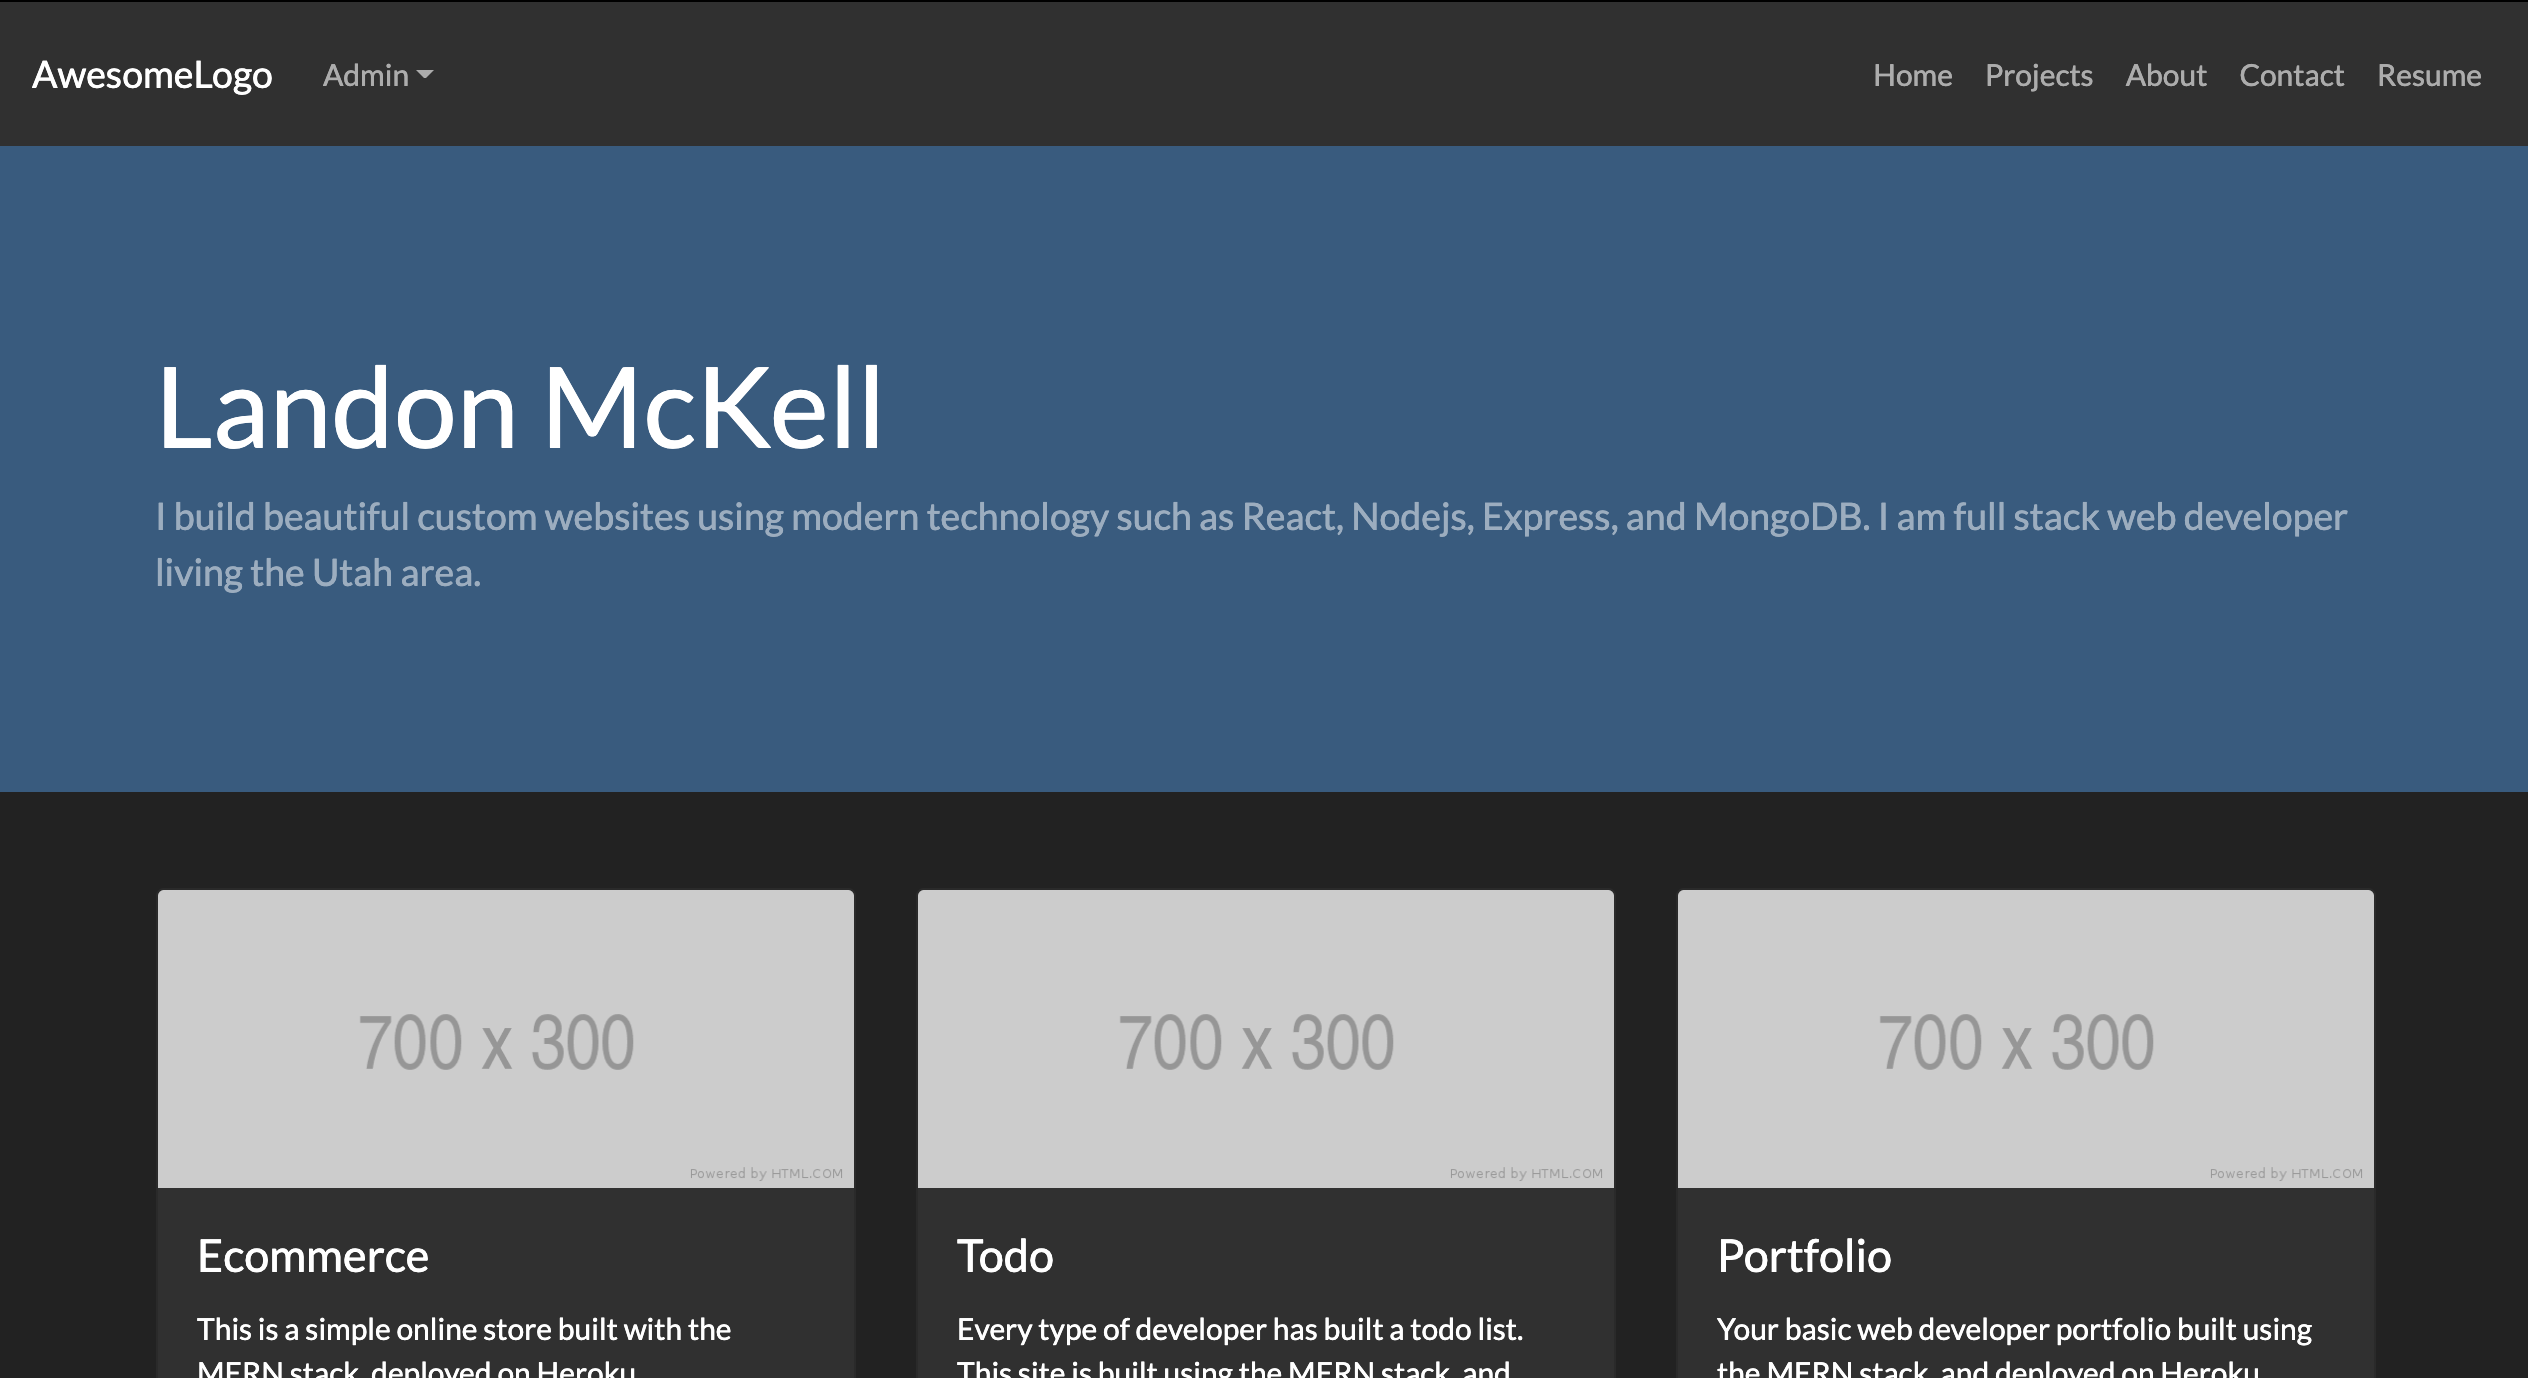 AwesomeLogo Admin Home Projects About Contact Resume
Landon McKell
I build beautiful custom websites using modern technology such as React, Nodejs, Express, and MongoDB. I am full stack web developer
living the Utah area.
700 x 300
Powered by HTML.COM
700 x 300
Powered by HTML.COM
700 x 300
Powered by HTML.COM
Ecommerce
This is a simple online store built with the
MERN stack, deployed on Heroku
Todo
Every type of developer has built a todo list.
This site is built using the MERN stack, and
Portfolio
Your basic web developer portfolio built using
the MERN stack, and deployed on Heroku